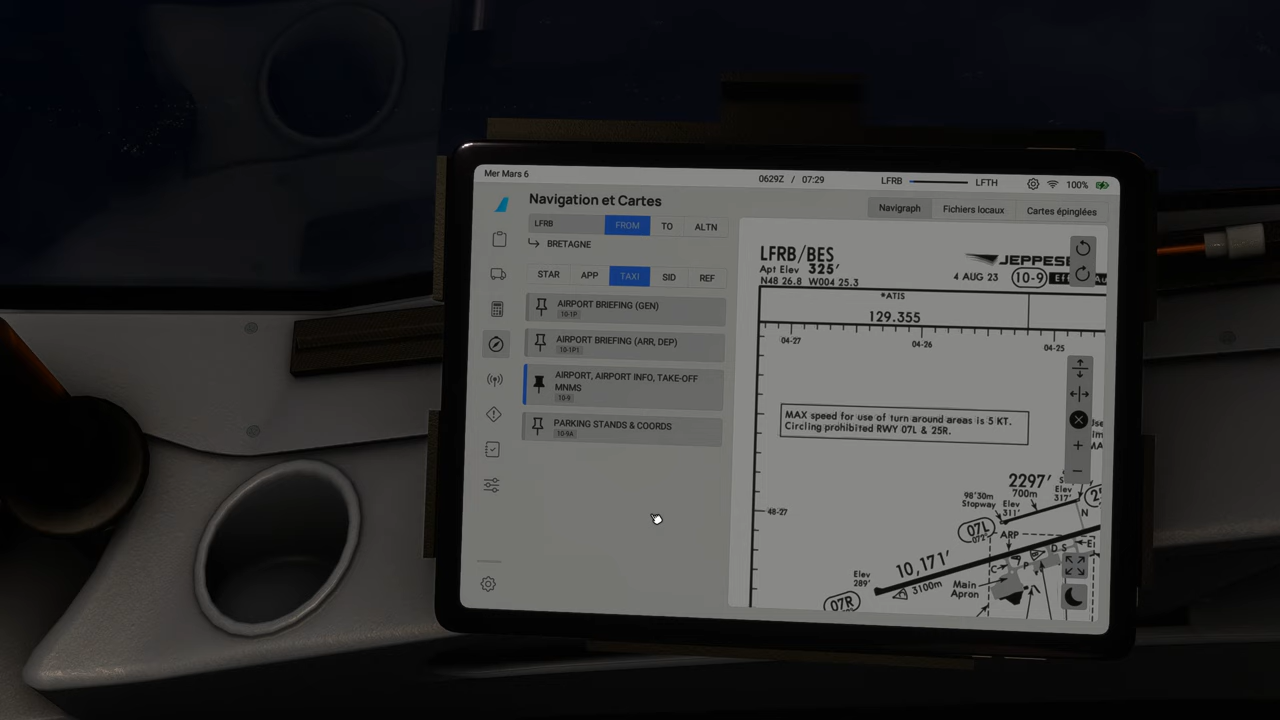 Mer Mars 6
0629Z / 07:29
LFRB
LFTH
100%
Navigation et Cartes
Navigraph
Fichiers locaux
Cartes épinglées
LFRB
FROM
TO
ALTN
BRETAGNE
STAR
APP
TAXI
SID
REF
AIRPORT BRIEFING (GEN)
10-1P
AIRPORT BRIEFING (ARR, DEP)
10-1P1
AIRPORT, AIRPORT INFO, TAKE-OFF
MNMS
10-9
PARKING STANDS & COORDS
10-9A
LFRB/BES
Apt Elev 325'
N48 26.8 W004 25.3
JEPPESE
4 AUG 23
10-9
•ATIS
129.355
04-27
04-26
04-25
MAX speed for use of turn around areas is 5 KT.
Circling prohibited RWY 07L & 25R.
2297'
700m
98'30m
Stopway
Elev
311'
Elev
317'
N
07L
072°
ARP
48-27
D
S
E
C
P
10,171'
3100m
Elev
289'
Main
Apron
07R